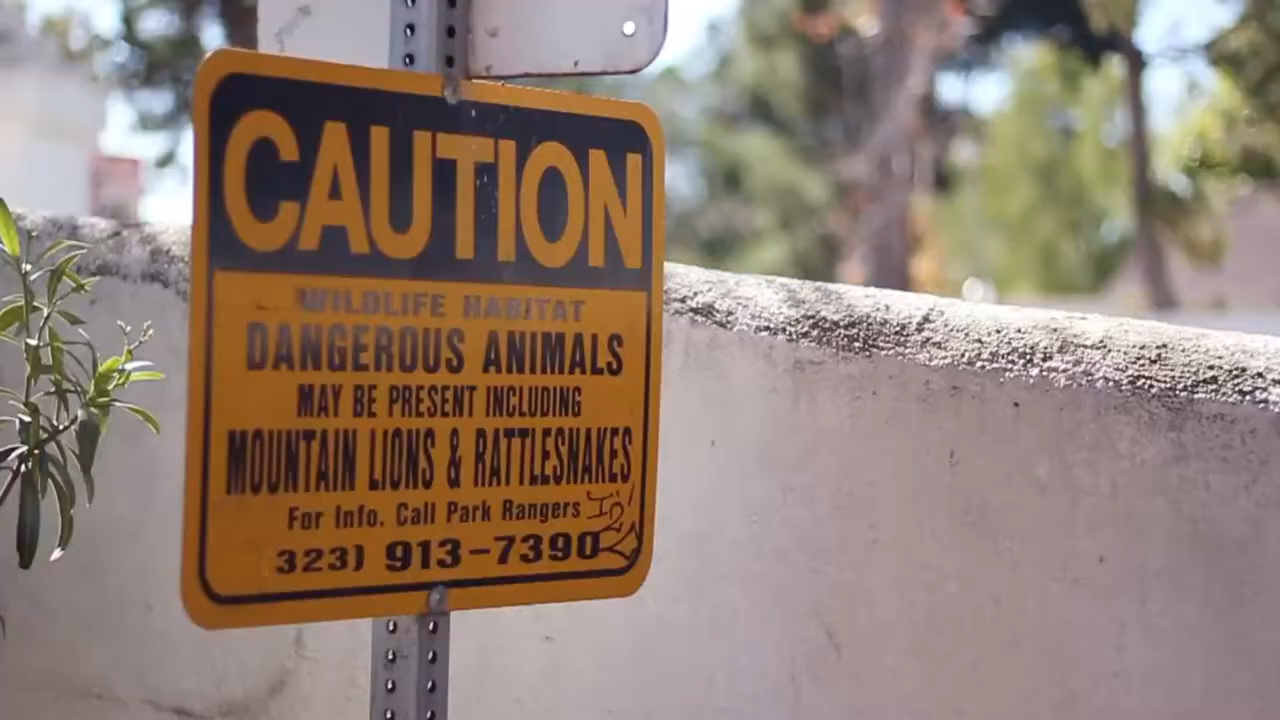 CAUTION
WILDLIFE HABITAT
DANGEROUS ANIMALS
MAY BE PRESENT INCLUDING
MOUNTAIN LIONS & RATTLESNAKES
For Info. Call Park Rangers
323) 913-7390